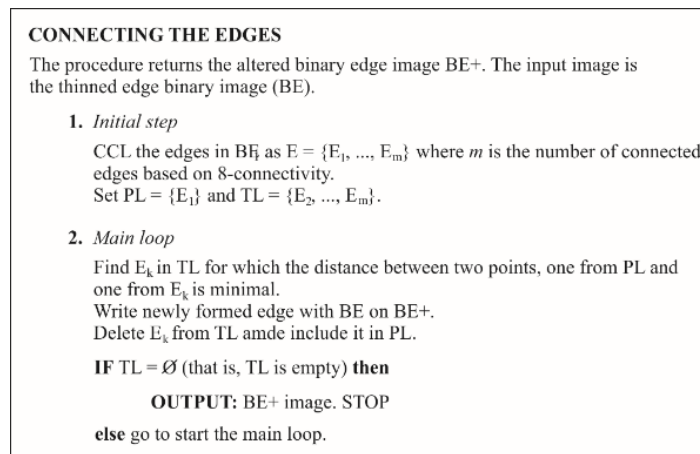 CONNECTING THE EDGES
The procedure returns the altered binary edge image BE+. The input image is
the thinned edge binary image (BE).
1. Initial step
CCL the edges in BE, as E = {E₁, ..., Eₘ} where m is the number of connected
edges based on 8-connectivity.
Set PL = {E₁} and TL = {E₂, ..., Eₘ}.
2. Main loop
Find Eₖ in TL for which the distance between two points, one from PL and
one from Eₖ is minimal.
Write newly formed edge with BE on BE+.
Delete Eₖ from TL amde include it in PL.
IF TL = Ø (that is, TL is empty) then
OUTPUT: BE+ image. STOP
else go to start the main loop.